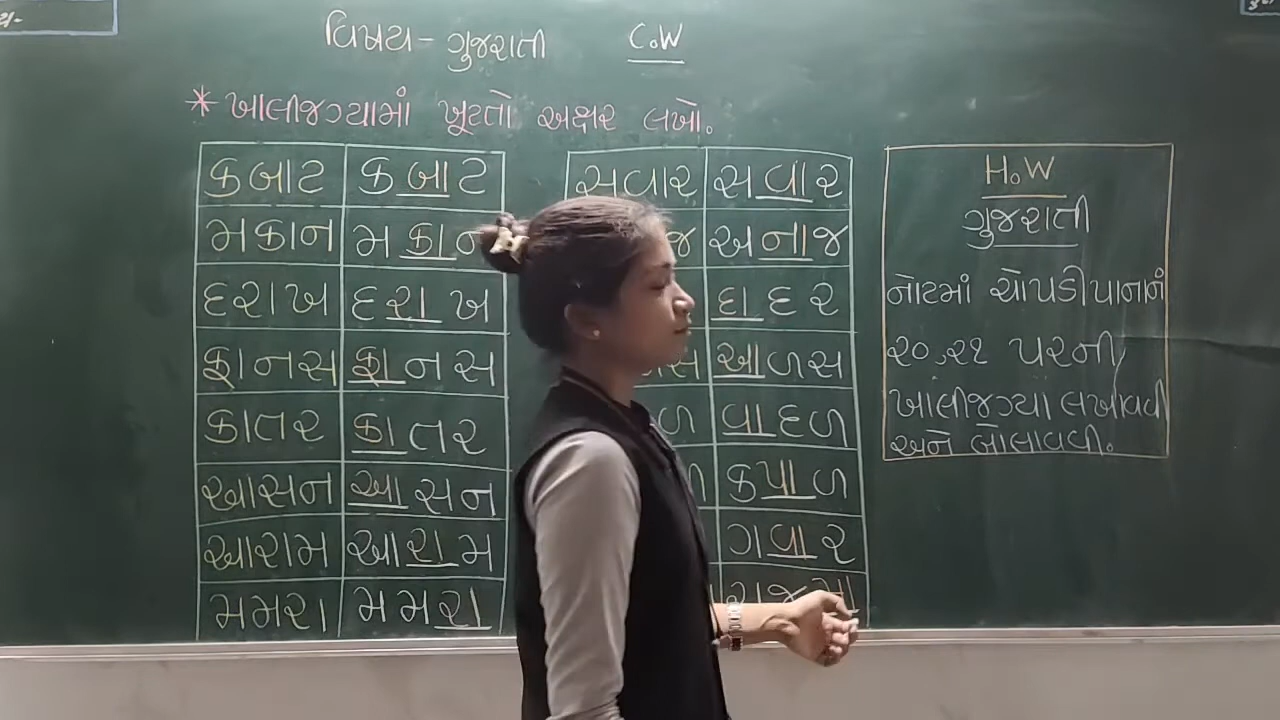 વિષય- ગુજરાતી C.W
* ખાલીજગ્યામાં ખૂટતો અક્ષર લખો.
કબાટ કબાટ
મકાન મકાન
દરાખ દરાખ
ફાનસ ફાનસ
કાતર કાતર
આસન આસન
આરામ આરામ
મમરા મમરા
સવાર સવાર
જ અનાજ
દાદર
સ આળસ
ળ વાદળ
કપાળ
ગવાર
રાજમા
H.W
ગુજરાતી
નોટમાં ચોપડી પાનાનં
૨૦,૨૧ પરની
ખાલીજગ્યા લખાવવી
અને બોલાવવી.